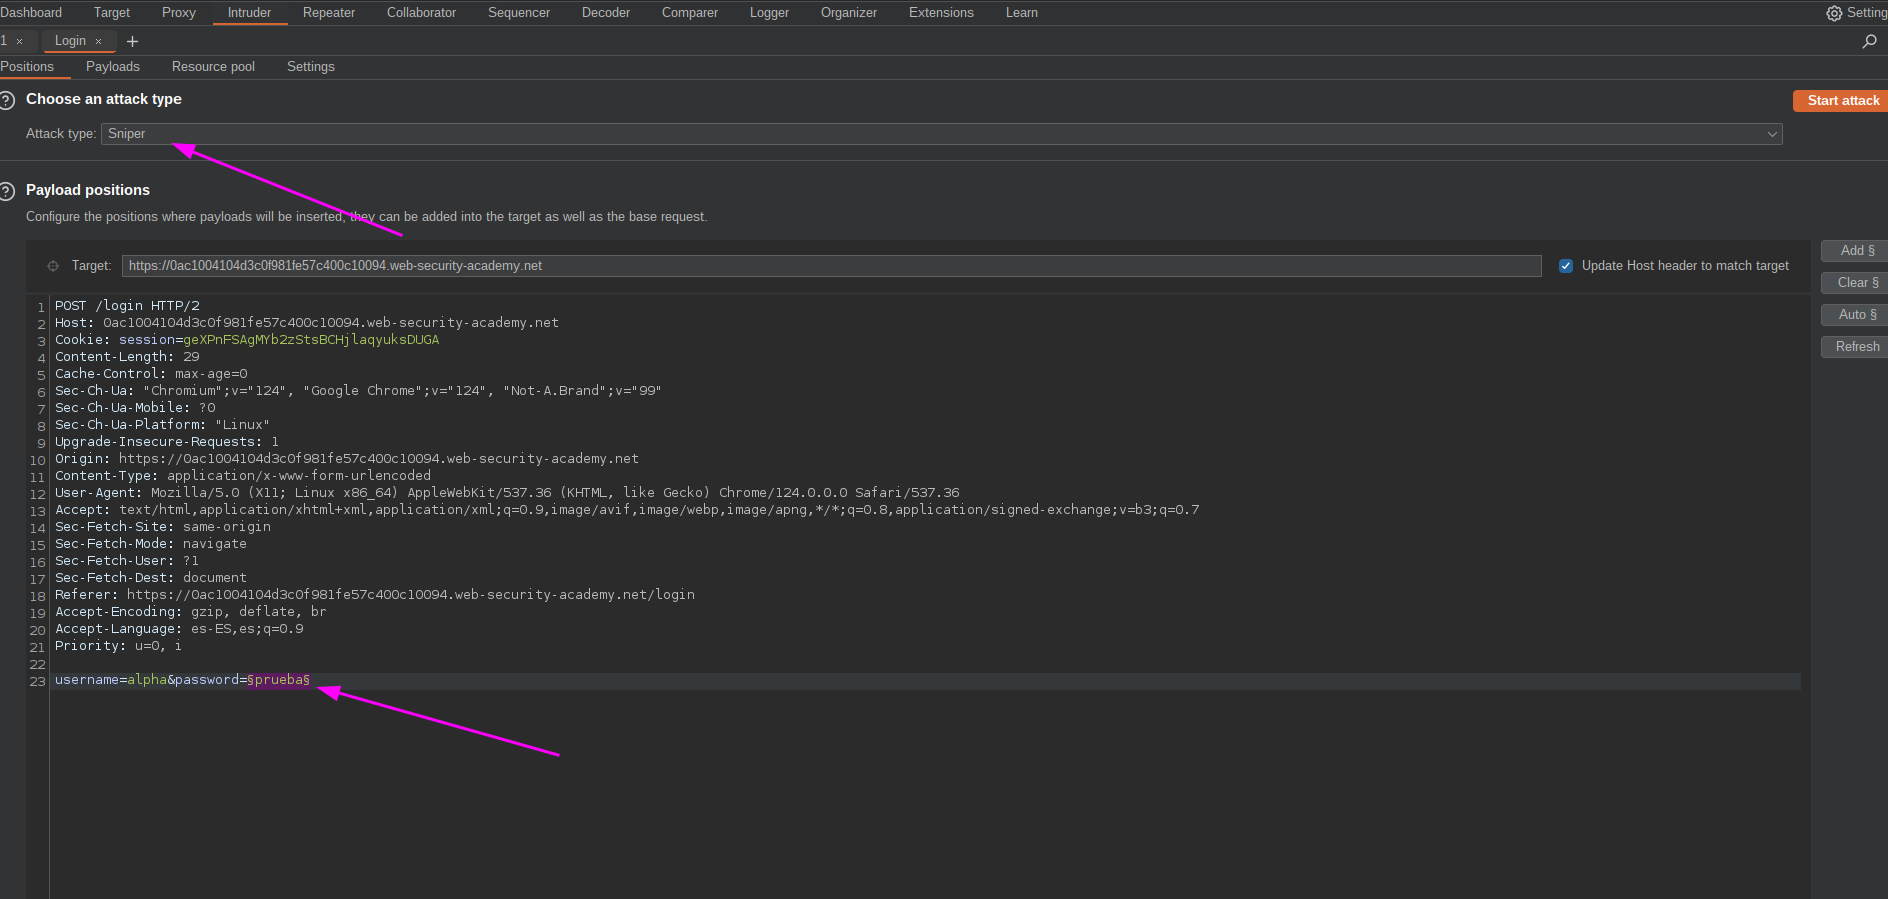 Dashboard Target Proxy Intruder Repeater Collaborator Sequencer Decoder Comparer Logger Organizer Extensions Learn Setting
1 × Login × +
Positions Payloads Resource pool Settings
? Choose an attack type
Start attack
Attack type: Sniper
? Payload positions
Configure the positions where payloads will be inserted, they can be added into the target as well as the base request.
Add §
Target: https://0ac1004104d3c0f981fe57c400c10094.web-security-academy.net Update Host header to match target
Clear §
Auto §
Refresh
1 POST /login HTTP/2
2 Host: 0ac1004104d3c0f981fe57c400c10094.web-security-academy.net
3 Cookie: session=geXPnFSAgMYb2zStsBCHjlaqyuksDUGA
4 Content-Length: 29
5 Cache-Control: max-age=0
6 Sec-Ch-Ua: "Chromium";v="124", "Google Chrome";v="124", "Not-A.Brand";v="99"
7 Sec-Ch-Ua-Mobile: ?0
8 Sec-Ch-Ua-Platform: "Linux"
9 Upgrade-Insecure-Requests: 1
10 Origin: https://0ac1004104d3c0f981fe57c400c10094.web-security-academy.net
11 Content-Type: application/x-www-form-urlencoded
12 User-Agent: Mozilla/5.0 (X11; Linux x86_64) AppleWebKit/537.36 (KHTML, like Gecko) Chrome/124.0.0.0 Safari/537.36
13 Accept: text/html,application/xhtml+xml,application/xml;q=0.9,image/avif,image/webp,image/apng,*/*;q=0.8,application/signed-exchange;v=b3;q=0.7
14 Sec-Fetch-Site: same-origin
15 Sec-Fetch-Mode: navigate
16 Sec-Fetch-User: ?1
17 Sec-Fetch-Dest: document
18 Referer: https://0ac1004104d3c0f981fe57c400c10094.web-security-academy.net/login
19 Accept-Encoding: gzip, deflate, br
20 Accept-Language: es-ES,es;q=0.9
21 Priority: u=0, i
22
23 username=alpha&password=§prueba§